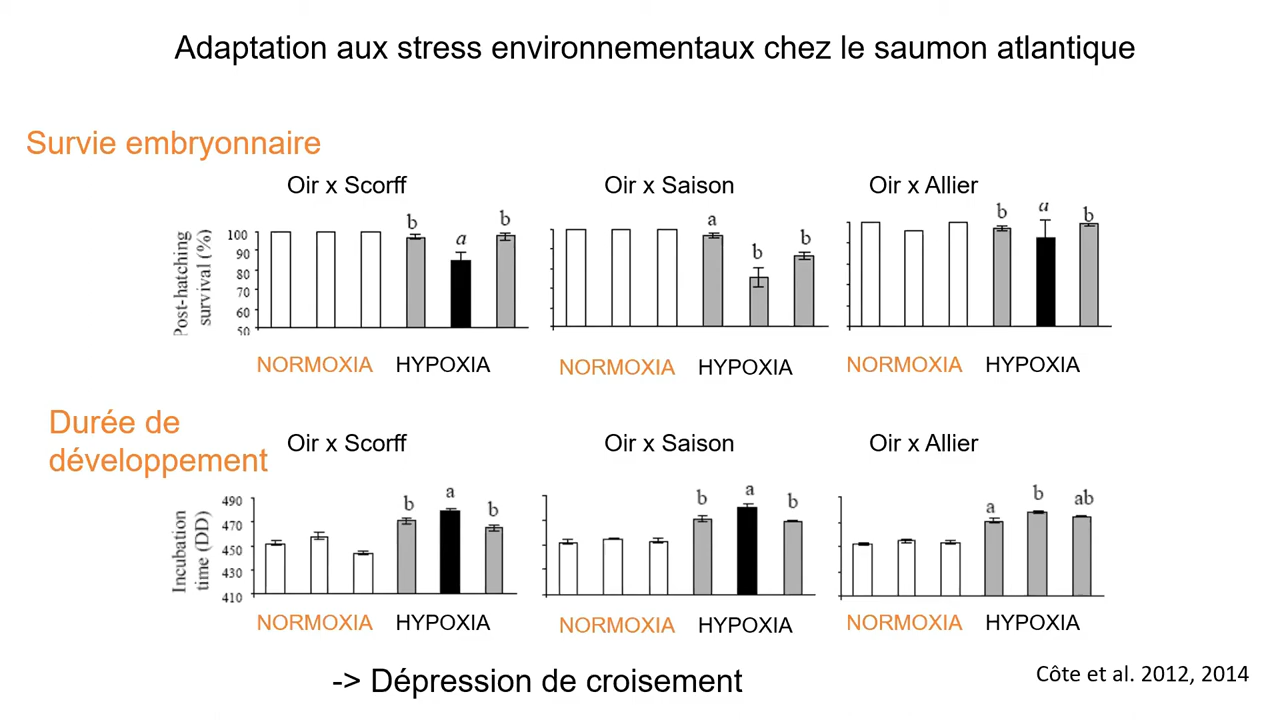 Adaptation aux stress environnementaux chez le saumon atlantique
Survie embryonnaire
Oir x Scorff
Oir x Saison
Oir x Allier
Post-hatching
survival (%)
100
90
80
70
60
50
b
a
b
a
b
b
b
a
b
NORMOXIA HYPOXIA
NORMOXIA HYPOXIA
NORMOXIA HYPOXIA
Durée de
développement
Oir x Scorff
Oir x Saison
Oir x Allier
Incubation
time (DD)
490
470
450
430
410
b
a
b
b
a
b
a
b
ab
NORMOXIA HYPOXIA
NORMOXIA HYPOXIA
NORMOXIA HYPOXIA
-> Dépression de croisement
Côte et al. 2012, 2014